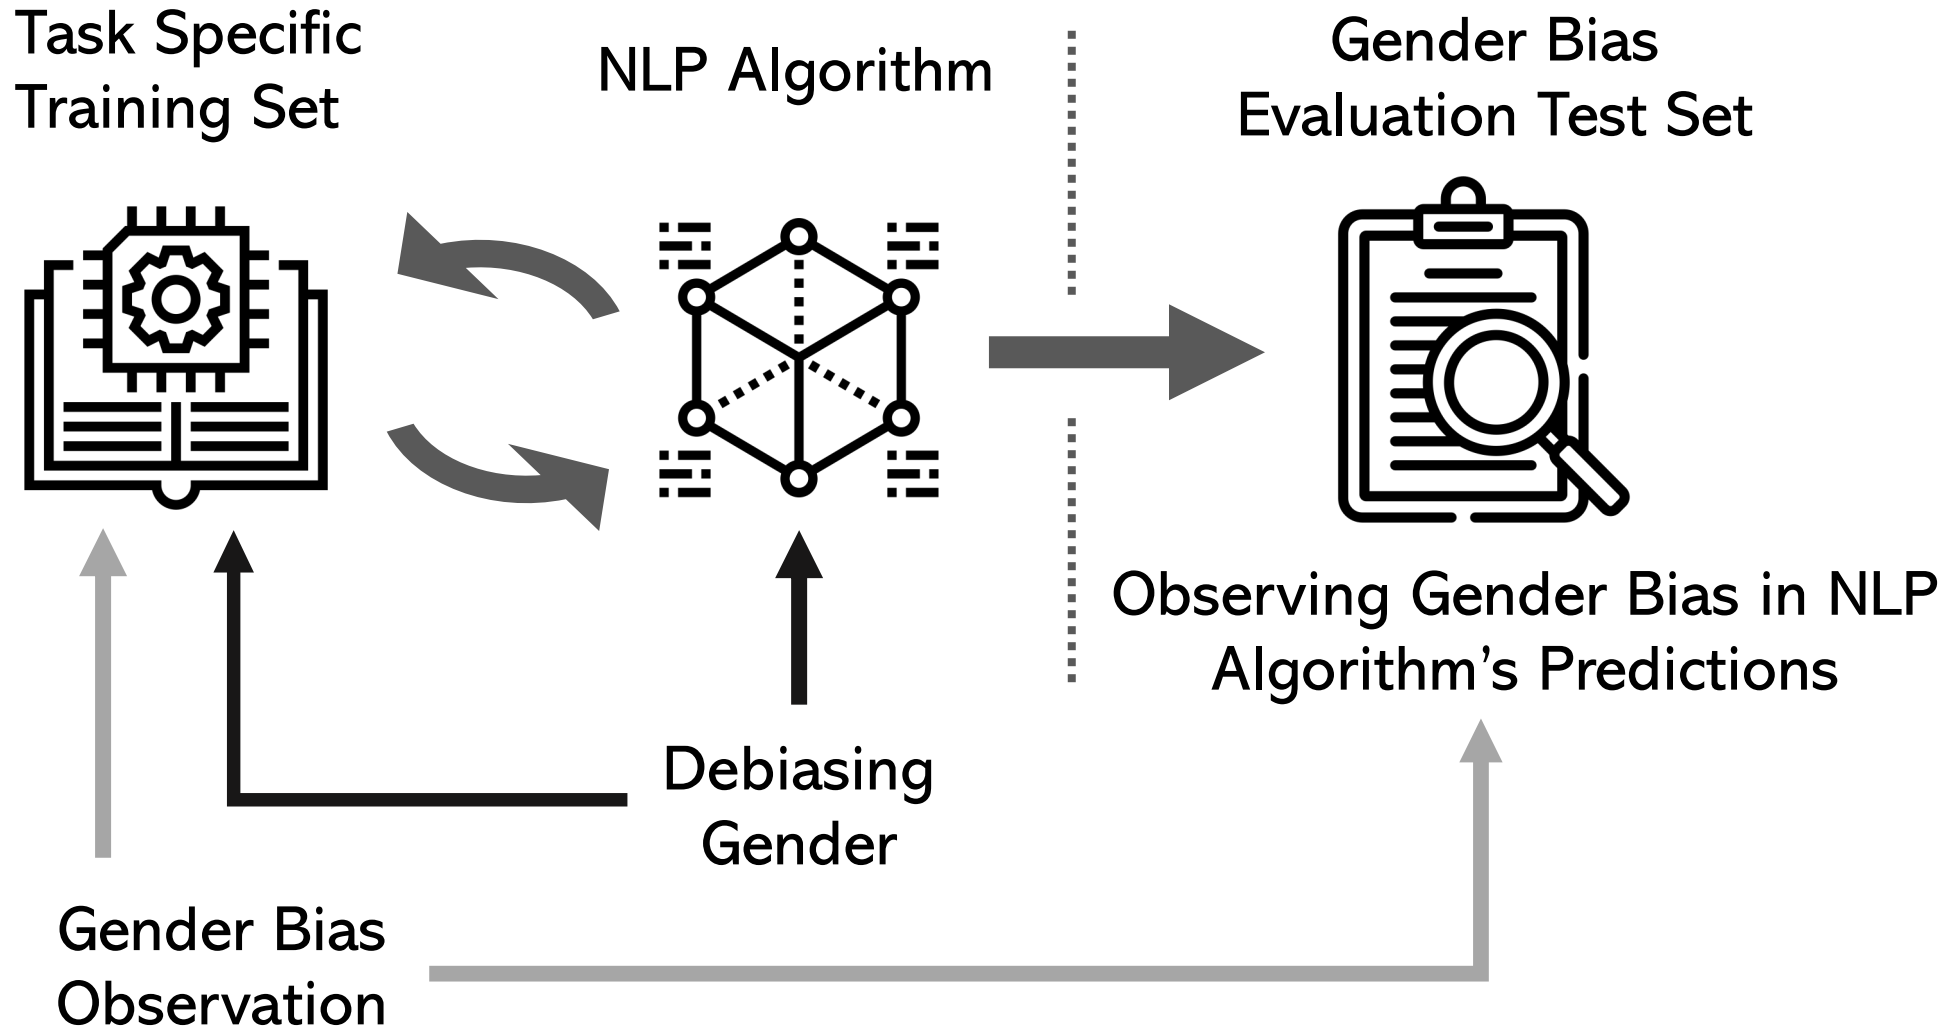 Task Specific
Training Set
NLP Algorithm
Gender Bias
Evaluation Test Set
Observing Gender Bias in NLP
Algorithm's Predictions
Debiasing
Gender
Gender Bias
Observation